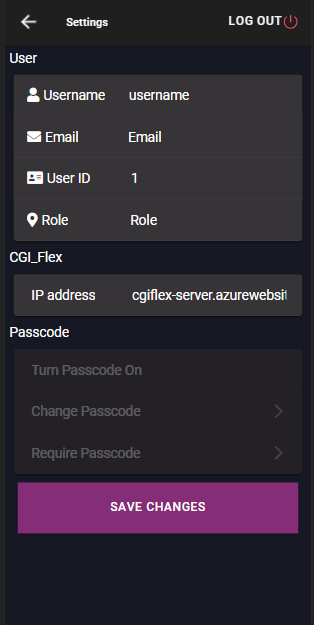 Settings LOG OUT
User
Username username
Email Email
User ID 1
Role Role
CGI_Flex
IP address cgiflex-server.azurewebsit
Passcode
Turn Passcode On
Change Passcode
Require Passcode
SAVE CHANGES